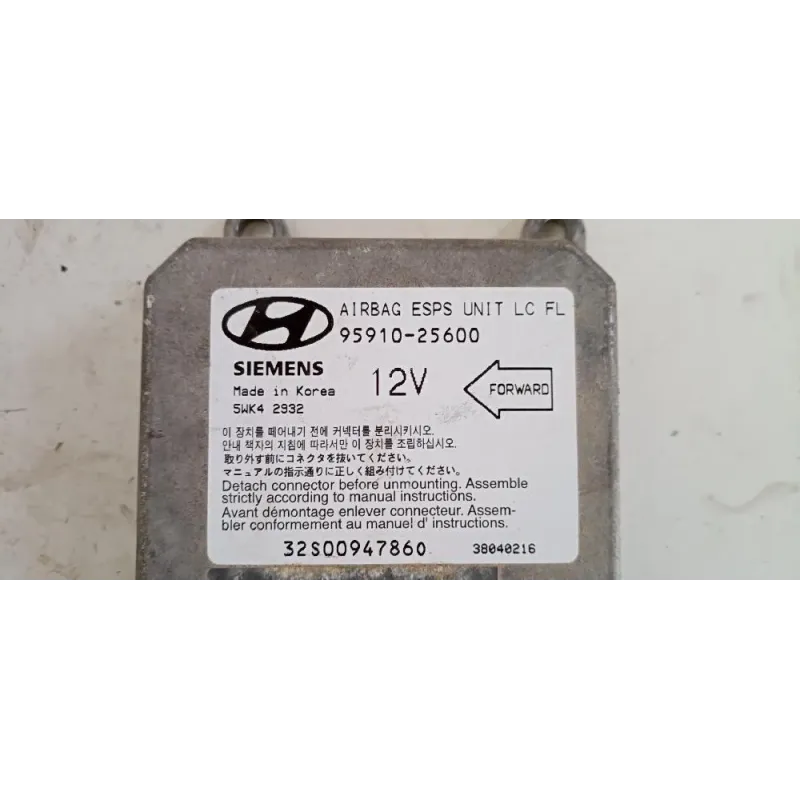 AIRBAG ESPS UNIT LC FL
95910-25600
SIEMENS
Made in Korea
5WK4 2932
12V
FORWARD
이 장치를 떼어내기 전에 커넥터를 분리시키시오.
안내 책자의 지침에 따라서만 이 장치를 조립하십시오.
取り外す前にコネクタを抜いてください。
マニュアルの指示通りに正しく組み付けてください。
Detach connector before unmounting. Assemble
strictly according to manual instructions.
Avant démontage enlever connecteur. Assem-
bler conformement au manuel d' instructions.
32S00947860 38040216